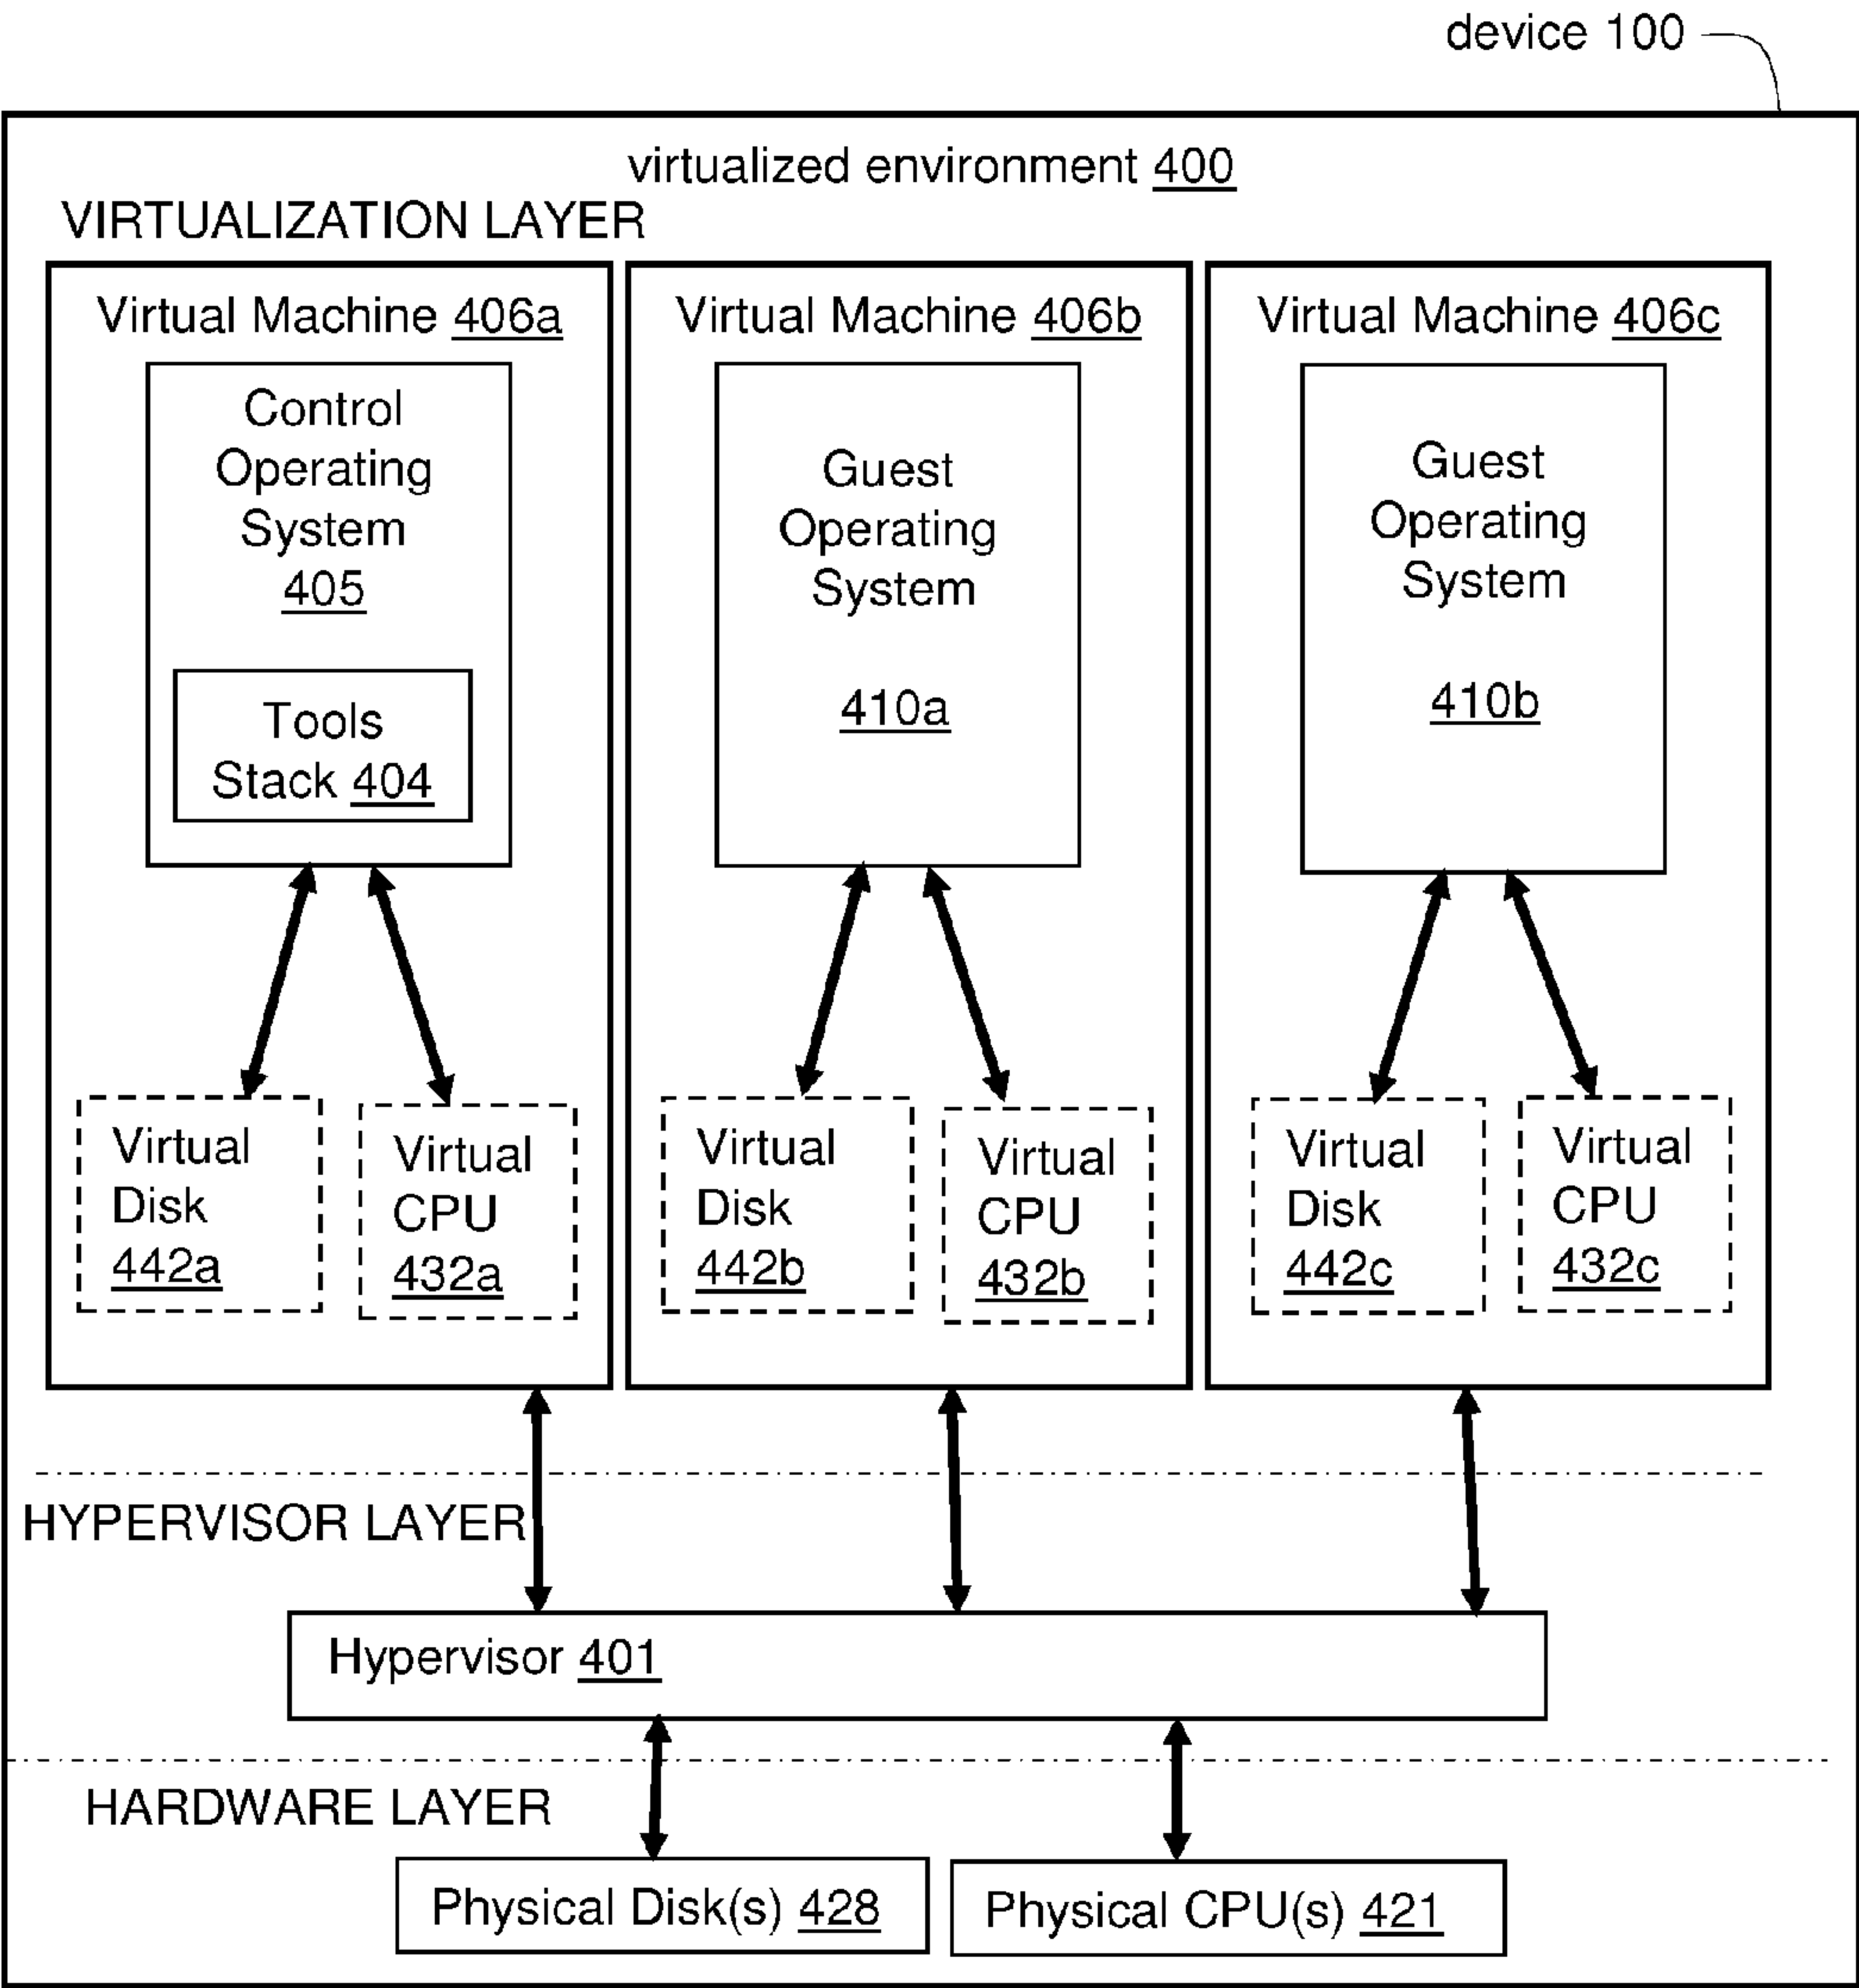 device 100
virtualized environment 400
VIRTUALIZATION LAYER
Virtual Machine 406a
Control
Operating
System
405
Tools
Stack 404
Virtual
Disk
442a
Virtual
CPU
432a
Virtual Machine 406b
Guest
Operating
System
410a
Virtual
Disk
442b
Virtual
CPU
432b
Virtual Machine 406c
Guest
Operating
System
410b
Virtual
Disk
442c
Virtual
CPU
432c
HYPERVISOR LAYER
Hypervisor 401
HARDWARE LAYER
Physical Disk(s) 428
Physical CPU(s) 421